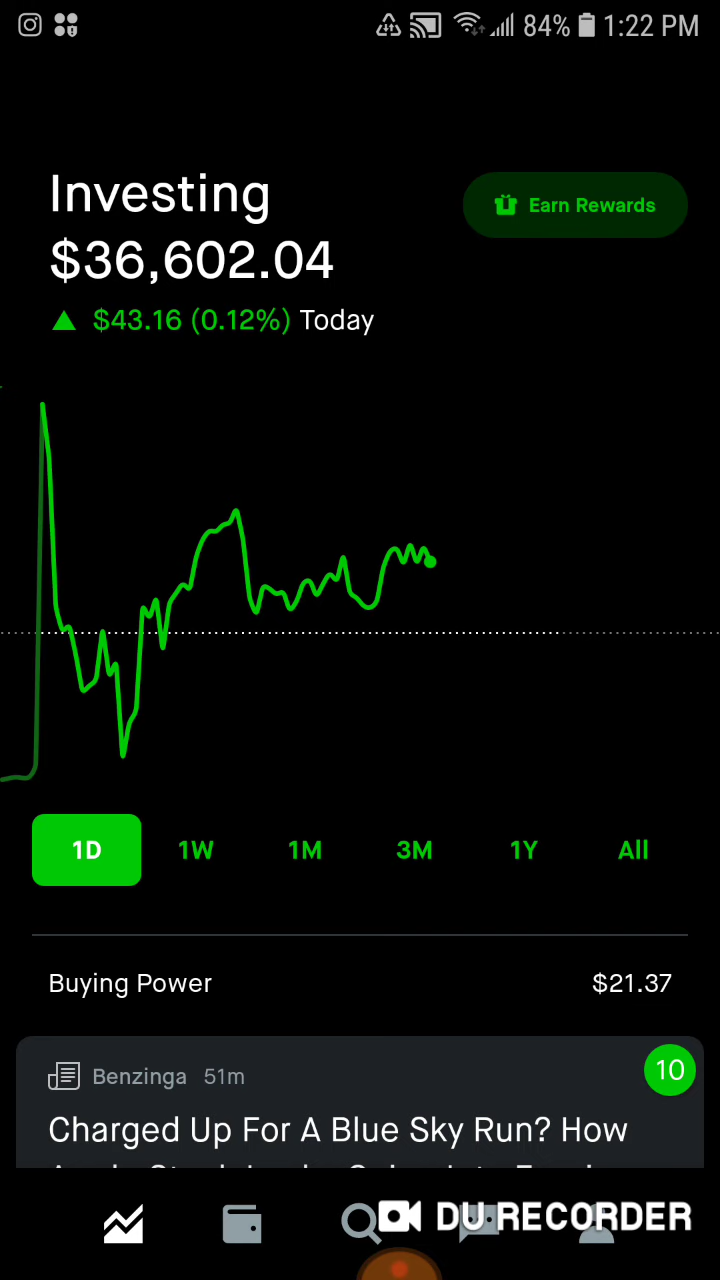 84% 1:22 PM
Investing
$36,602.04
Earn Rewards
$43.16 (0.12%) Today
1D 1W 1M 3M 1Y All
Buying Power $21.37
Benzinga 51m
10
Charged Up For A Blue Sky Run? How
DU RECORDER